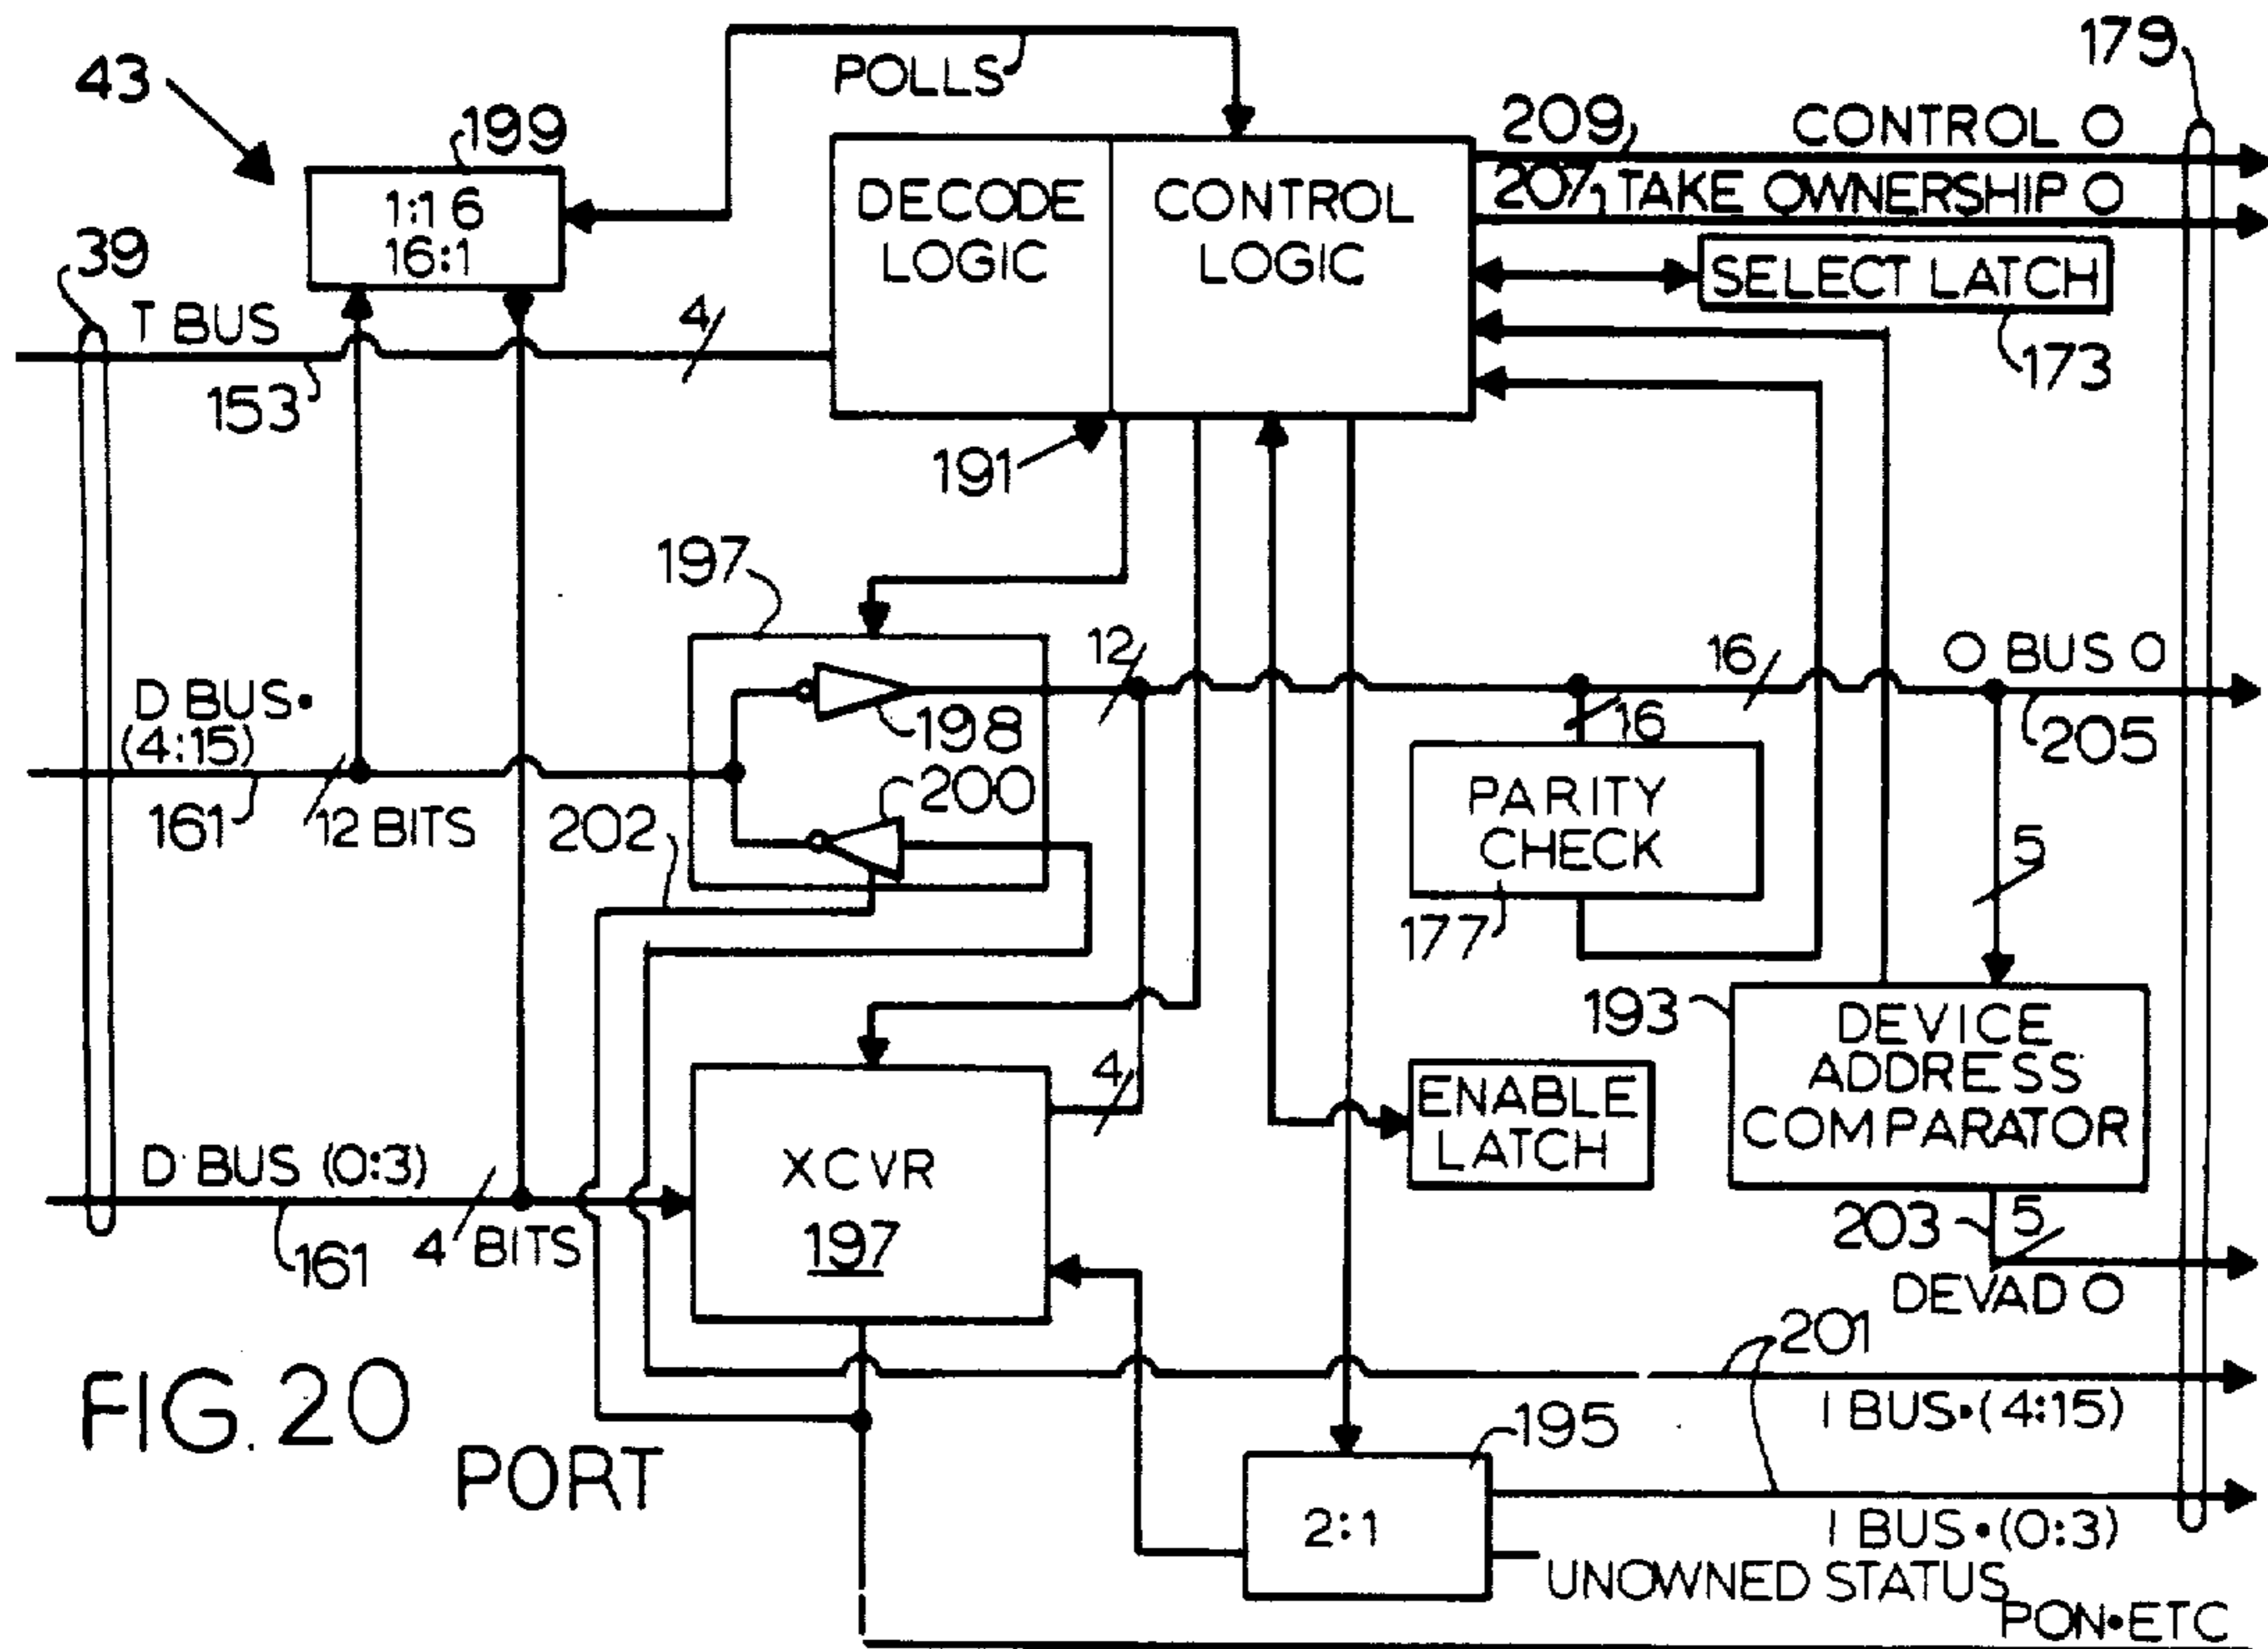 179
POLLS
43
209
CONTROL O
199
207
TAKE OWNERSHIP O
1:16
16:1
DECODE
LOGIC
CONTROL
LOGIC
SELECT LATCH
39
T BUS
4
173
153
191
197
12
16
O BUS O
D BUS•
(4:15)
198
16
205
161
12 BITS
202
200
PARITY
CHECK
5
177
193
DEVICE
ADDRESS
COMPARATOR
4
ENABLE
LATCH
D BUS (0:3)
XCVR
197
161
4 BITS
203
5
DEVAD O
201
I BUS•(4:15)
FIG. 20
PORT
195
2:1
I BUS•(0:3)
UNOWNED STATUS
PON•ETC